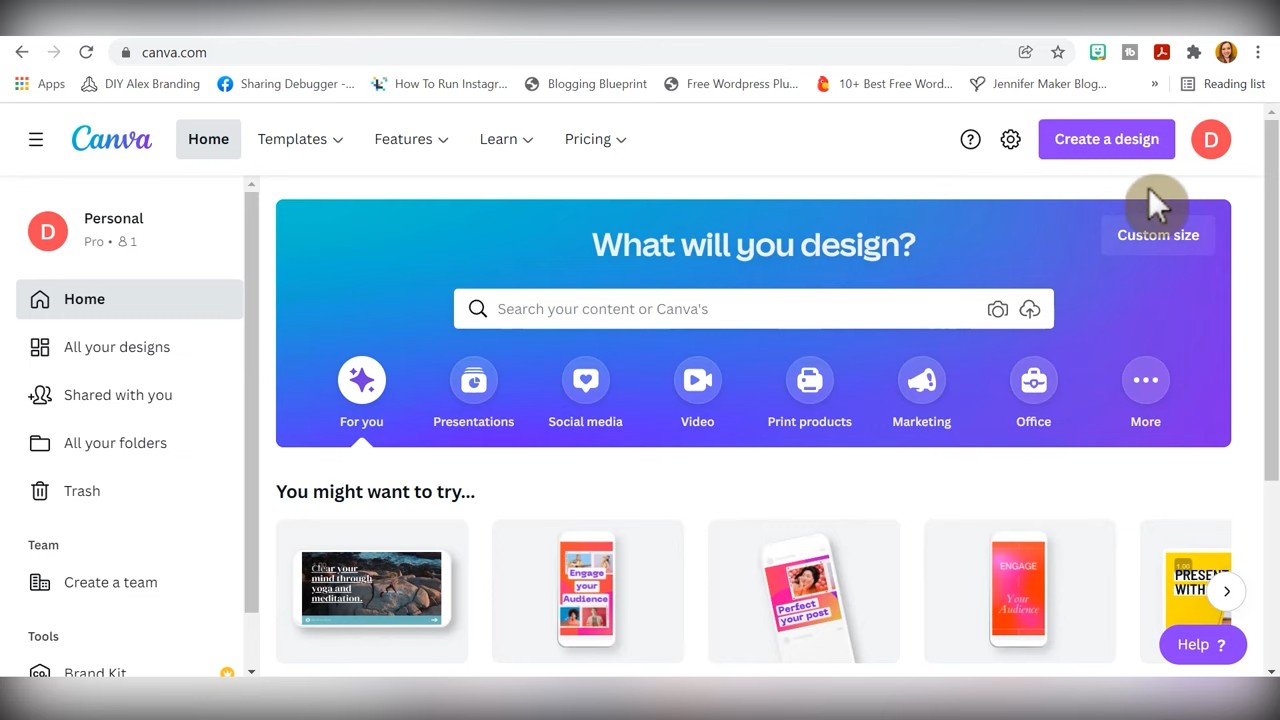 canva.com
Apps
DIY Alex Branding
Sharing Debugger -...
How To Run Instagr...
Blogging Blueprint
Free Wordpress Plu...
10+ Best Free Word...
Jennifer Maker Blog...
»
Reading list
Canva
Home
Templates
Features
Learn
Pricing
Create a design
D
D
Personal
Pro • 1
Home
All your designs
Shared with you
All your folders
Trash
Team
Create a team
Tools
Brand Kit
What will you design?
Custom size
Search your content or Canva's
For you
Presentations
Social media
Video
Print products
Marketing
Office
More
You might want to try...
Clear your
mind through
yoga and
meditation.
Engage
your
Audience
Perfect
your post
ENGAGE
Your
Audience
1.00
PRESENT
WITH
Help ?